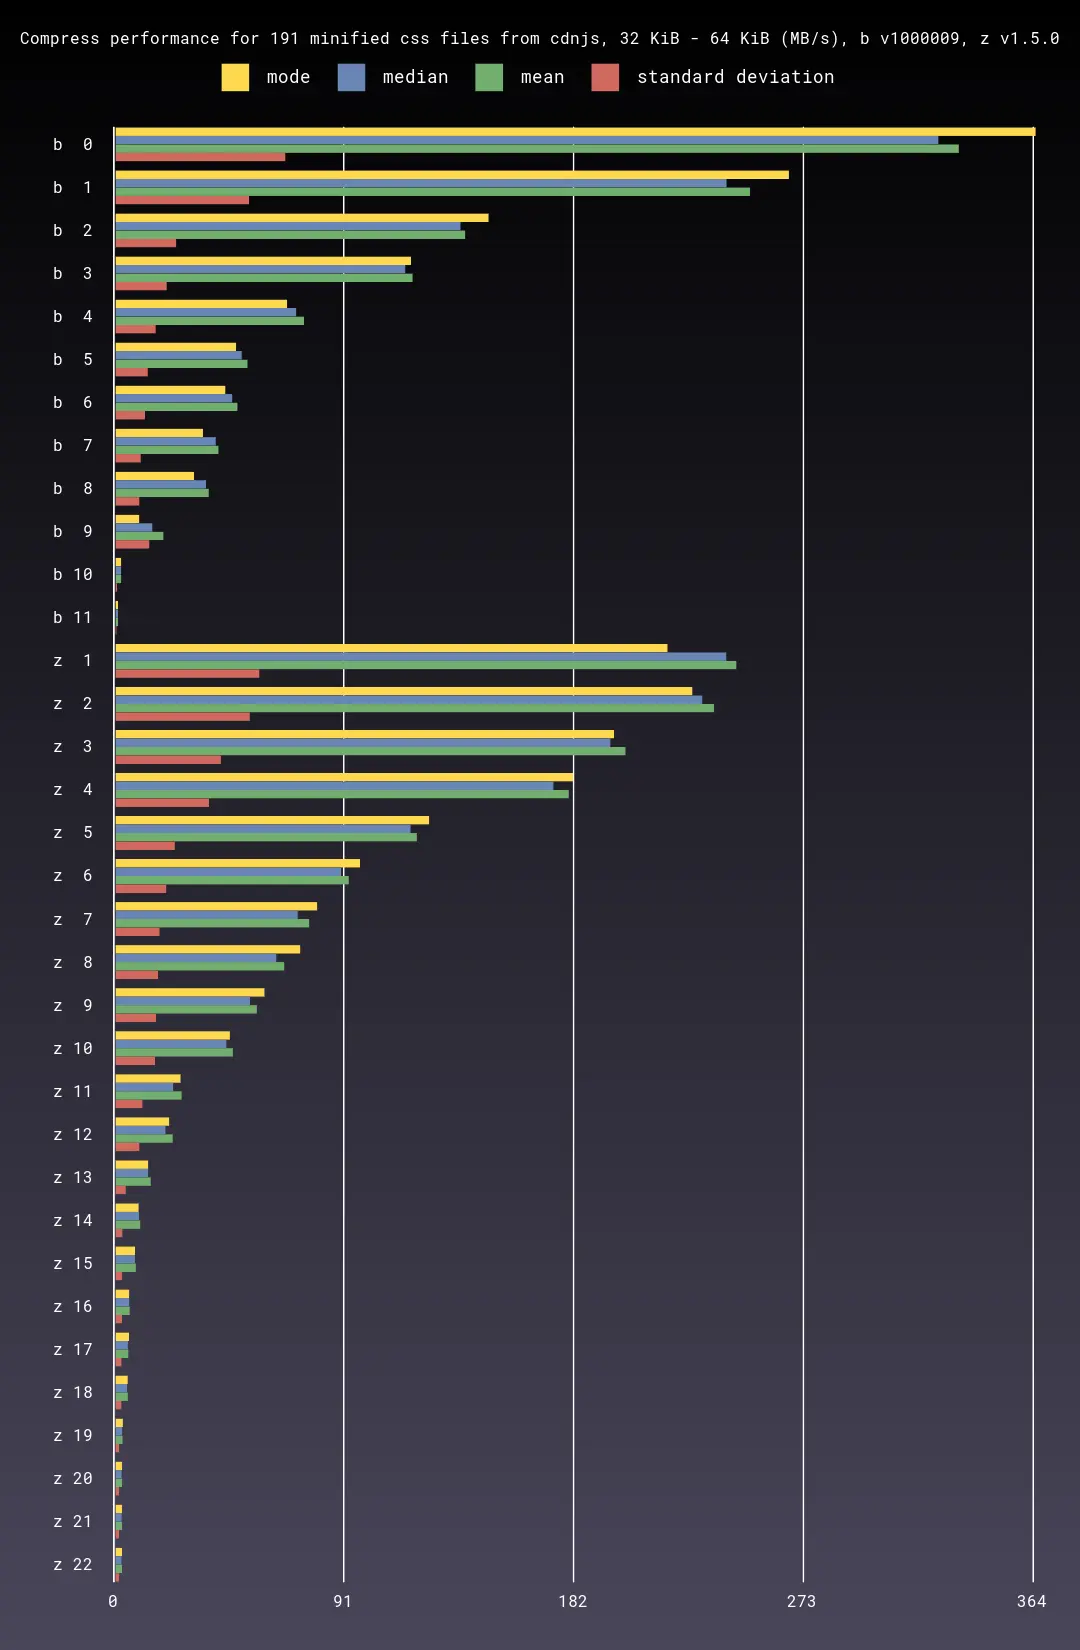 Compress performance for 191 minified css files from cdnjs, 32 KiB - 64 KiB (MB/s), b v1000009, z v1.5.0
mode median mean standard deviation
b 0
b 1
b 2
b 3
b 4
b 5
b 6
b 7
b 8
b 9
b 10
b 11
z 1
z 2
z 3
z 4
z 5
z 6
z 7
z 8
z 9
z 10
z 11
z 12
z 13
z 14
z 15
z 16
z 17
z 18
z 19
z 20
z 21
z 22
0 91 182 273 364